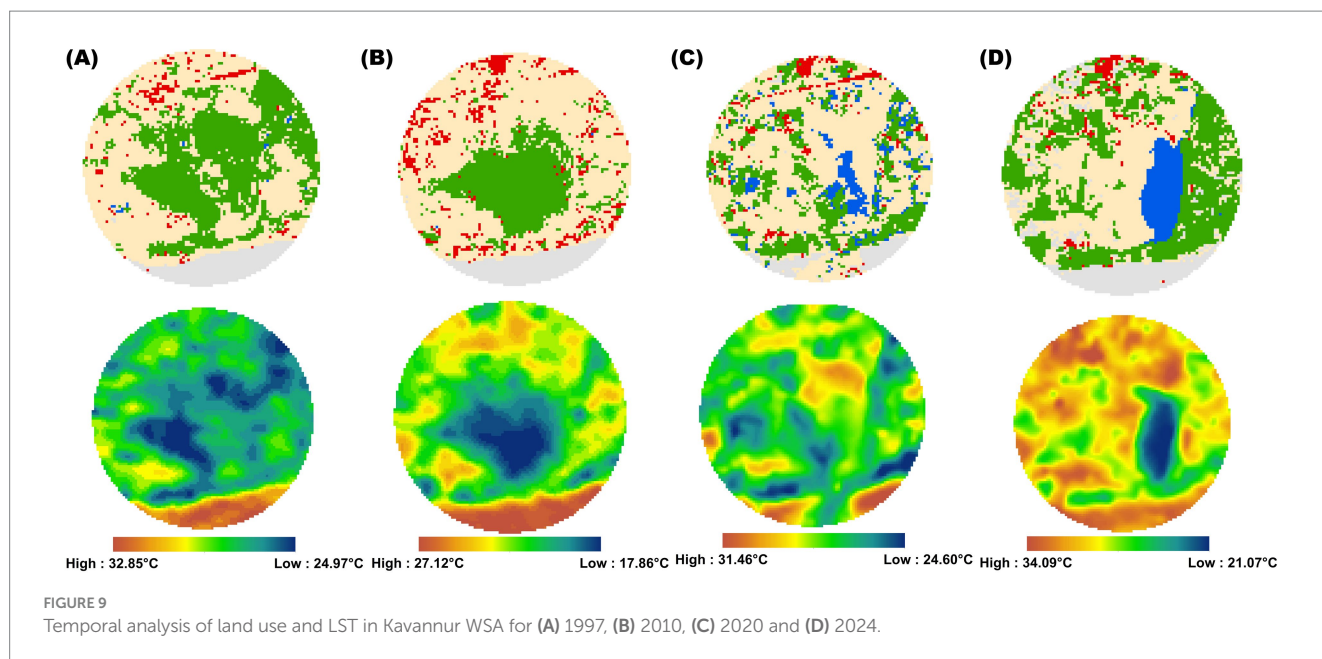 (A)
(B)
(C)
(D)
High : 32.85°C Low : 24.97°C
High : 27.12°C Low : 17.86°C
High : 31.46°C Low : 24.60°C
High : 34.09°C Low : 21.07°C
FIGURE 9
Temporal analysis of land use and LST in Kavannur WSA for (A) 1997, (B) 2010, (C) 2020 and (D) 2024.